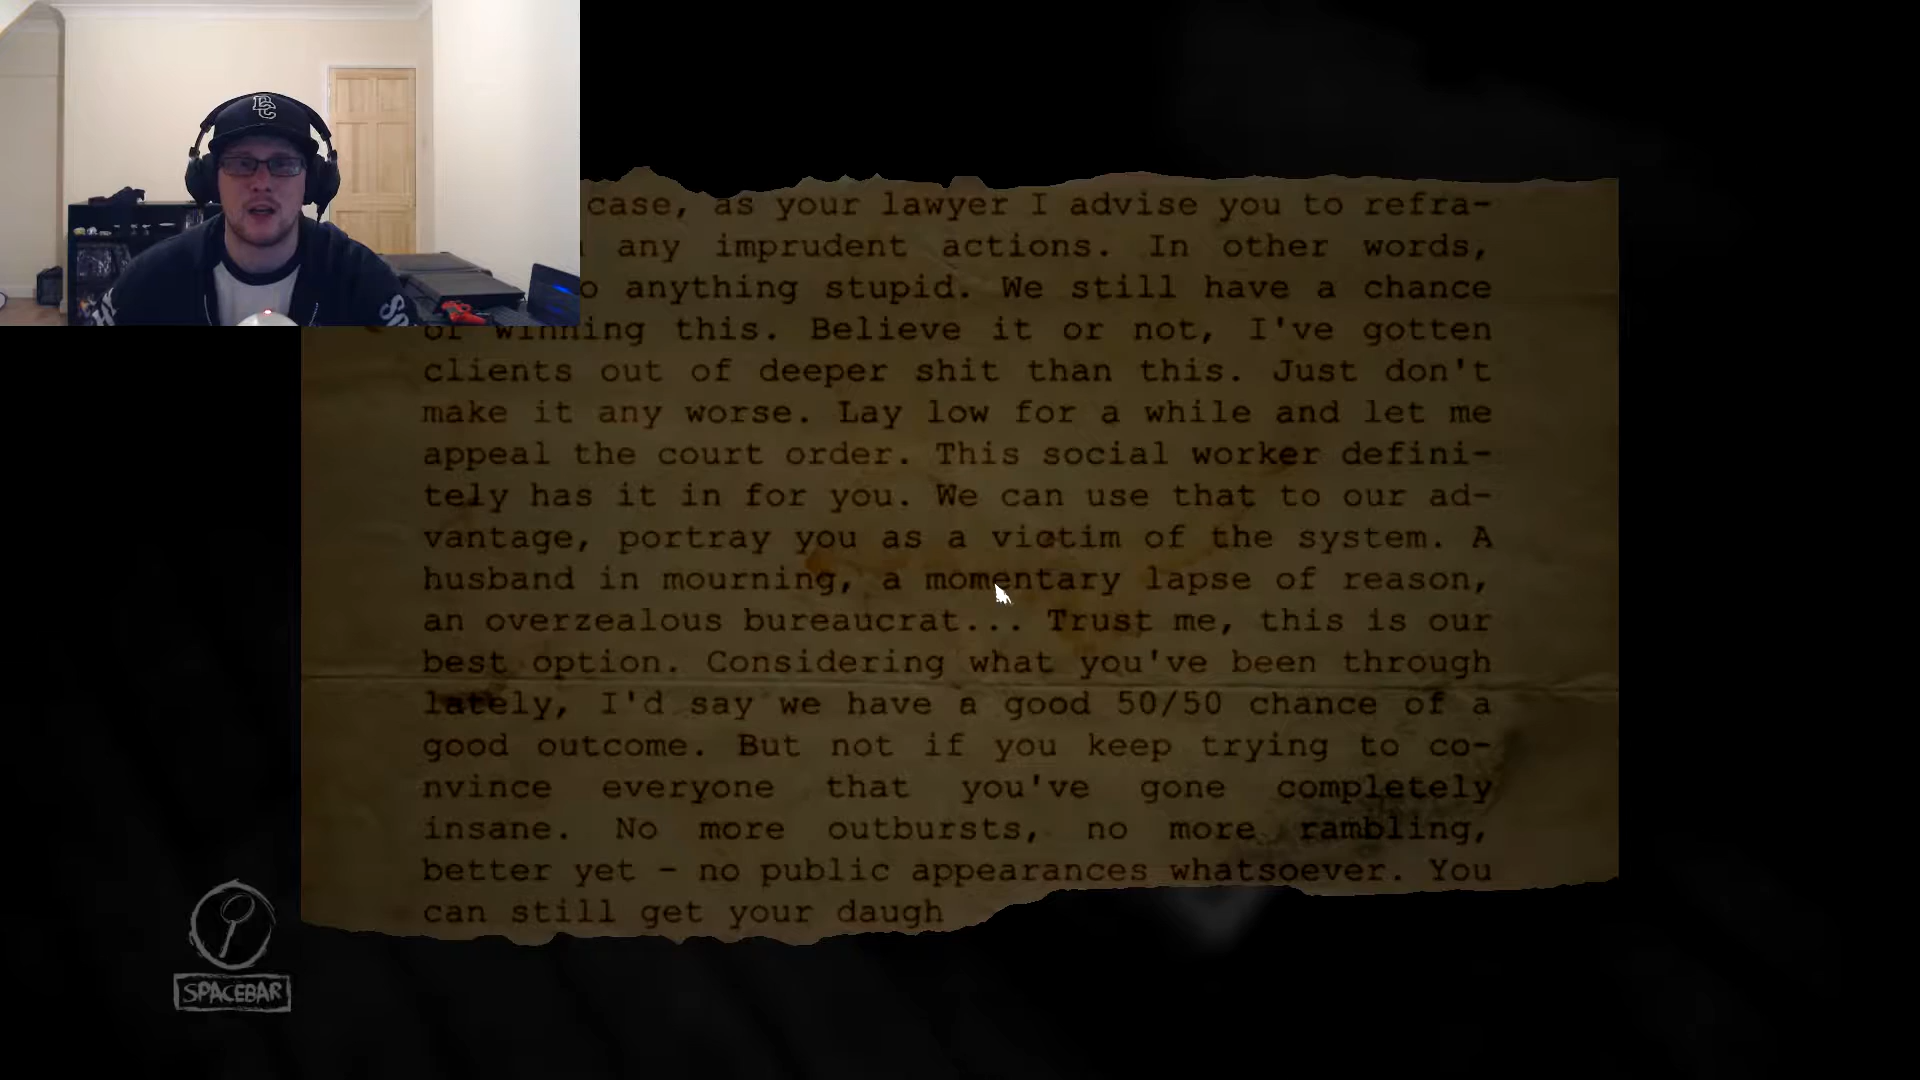 case, as your lawyer I advise you to refra-
any imprudent actions. In other words,
o anything stupid. We still have a chance
of winning this. Believe it or not, I've gotten
clients out of deeper shit than this. Just don't
make it any worse. Lay low for a while and let me
appeal the court order. This social worker defini-
tely has it in for you. We can use that to our ad-
vantage, portray you as a victim of the system. A
husband in mourning, a momentary lapse of reason,
an overzealous bureaucrat... Trust me, this is our
best option. Considering what you've been through
lately, I'd say we have a good 50/50 chance of a
good outcome. But not if you keep trying to co-
nvince everyone that you've gone completely
insane. No more outbursts, no more rambling,
better yet - no public appearances whatsoever. You
can still get your daugh
SPACEBAR